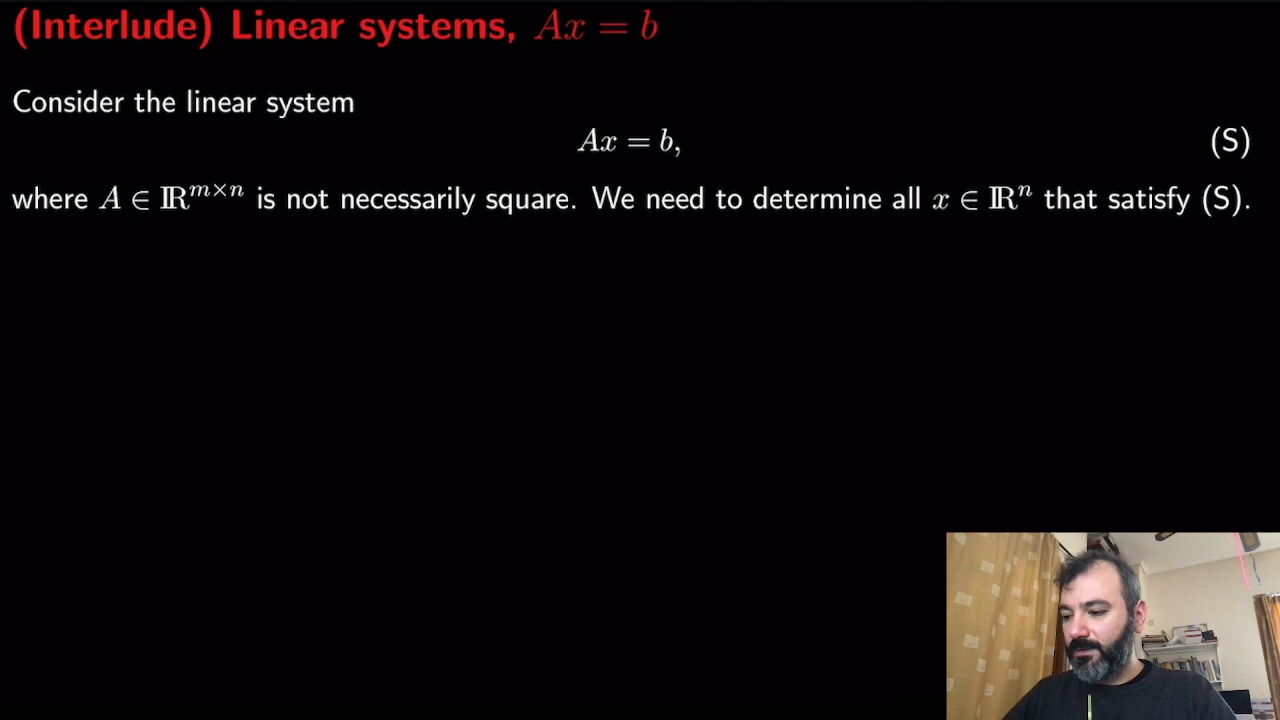 (Interlude) Linear systems, Ax = b
Consider the linear system
Ax = b, (S)
where A ∈ ℝ^{m×n} is not necessarily square. We need to determine all x ∈ ℝ^n that satisfy (S).